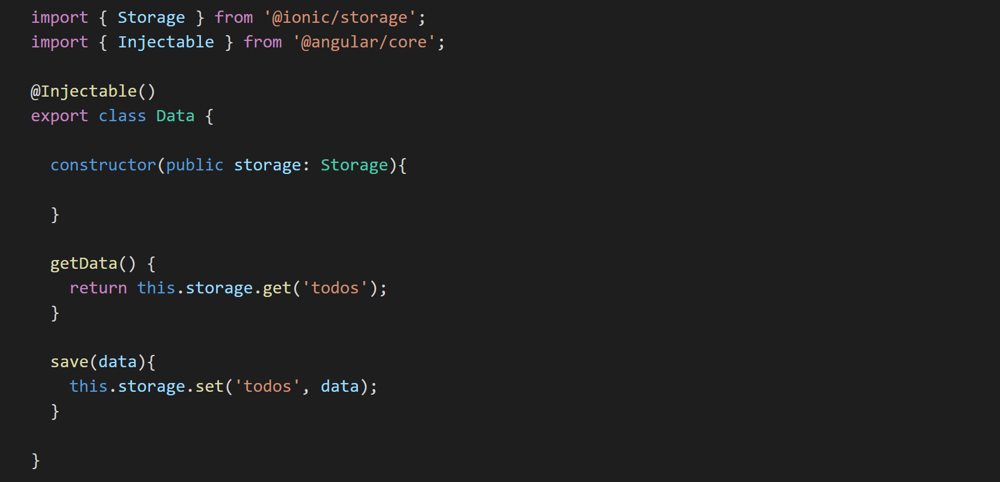 import { Storage } from '@ionic/storage';
import { Injectable } from '@angular/core';
@Injectable()
export class Data {
constructor(public storage: Storage){
}
getData() {
return this.storage.get('todos');
}
save(data){
this.storage.set('todos', data);
}
}